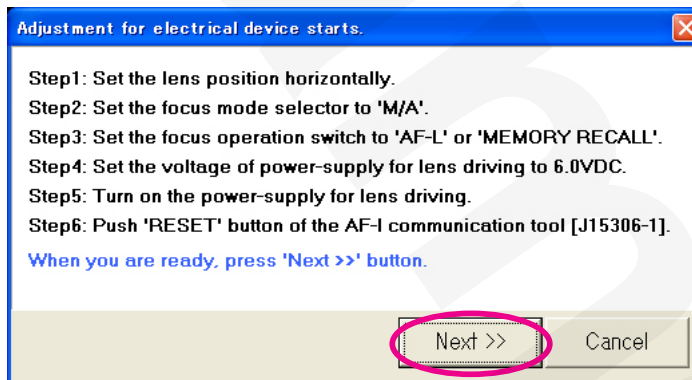 Adjustment for electrical device starts.
Step1: Set the lens position horizontally.
Step2: Set the focus mode selector to 'M/A'.
Step3: Set the focus operation switch to 'AF-L' or 'MEMORY RECALL'.
Step4: Set the voltage of power-supply for lens driving to 6.0VDC.
Step5: Turn on the power-supply for lens driving.
Step6: Push 'RESET' button of the AF-I communication tool [J15306-1].
When you are ready, press 'Next >>' button.
Next >> Cancel